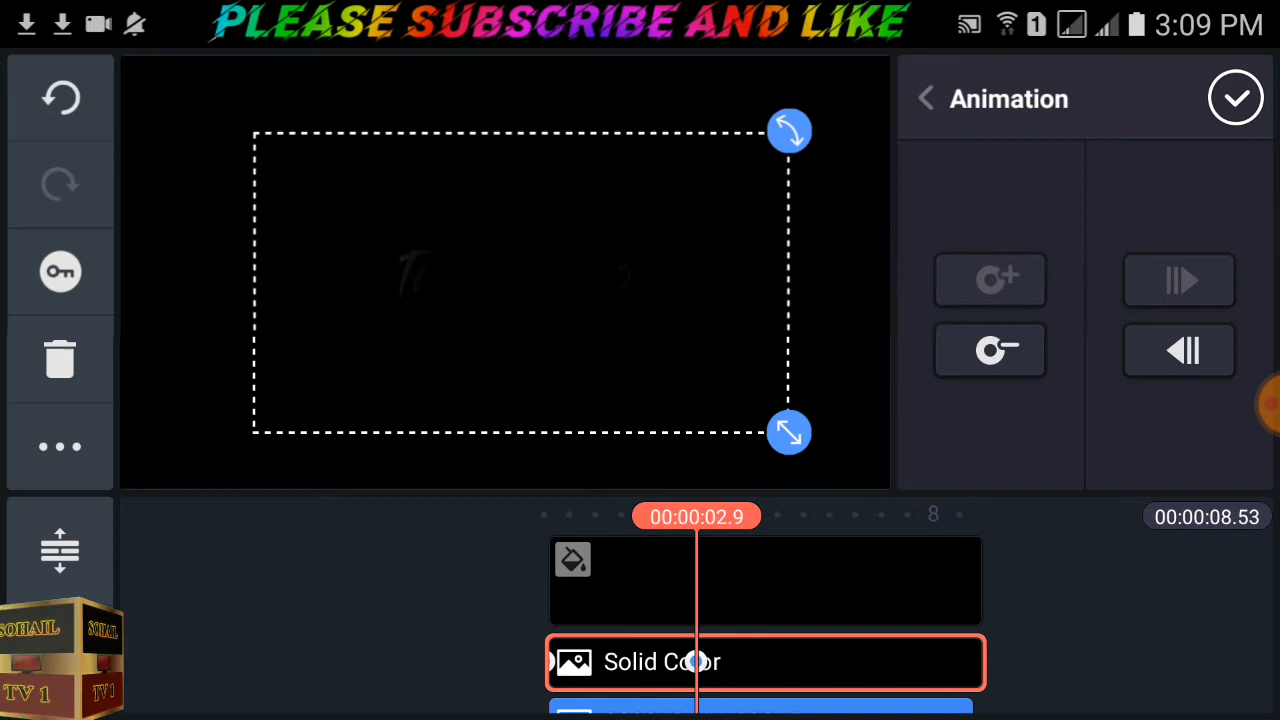 PLEASE SUBSCRIBE AND LIKE
1
3:09 PM
Animation
00:00:02.9
8
00:00:08.53
Solid Color
SOHAIL
SOHAIL
TV 1
TV 1